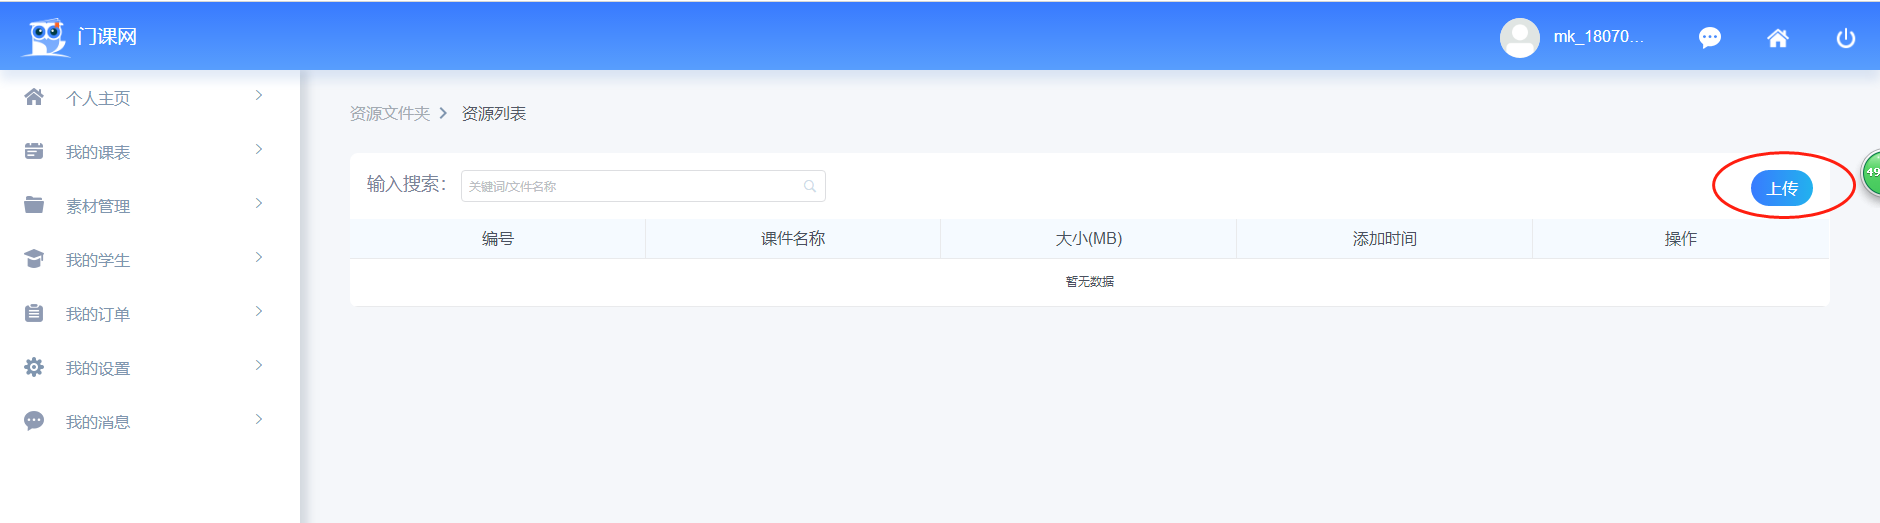 门课网
mk_18070...
个人主页
我的课表
素材管理
我的学生
我的订单
我的设置
我的消息
资源文件夹 > 资源列表
输入搜索： 关键词/文件名称
上传
49
编号 课件名称 大小(MB) 添加时间 操作
暂无数据